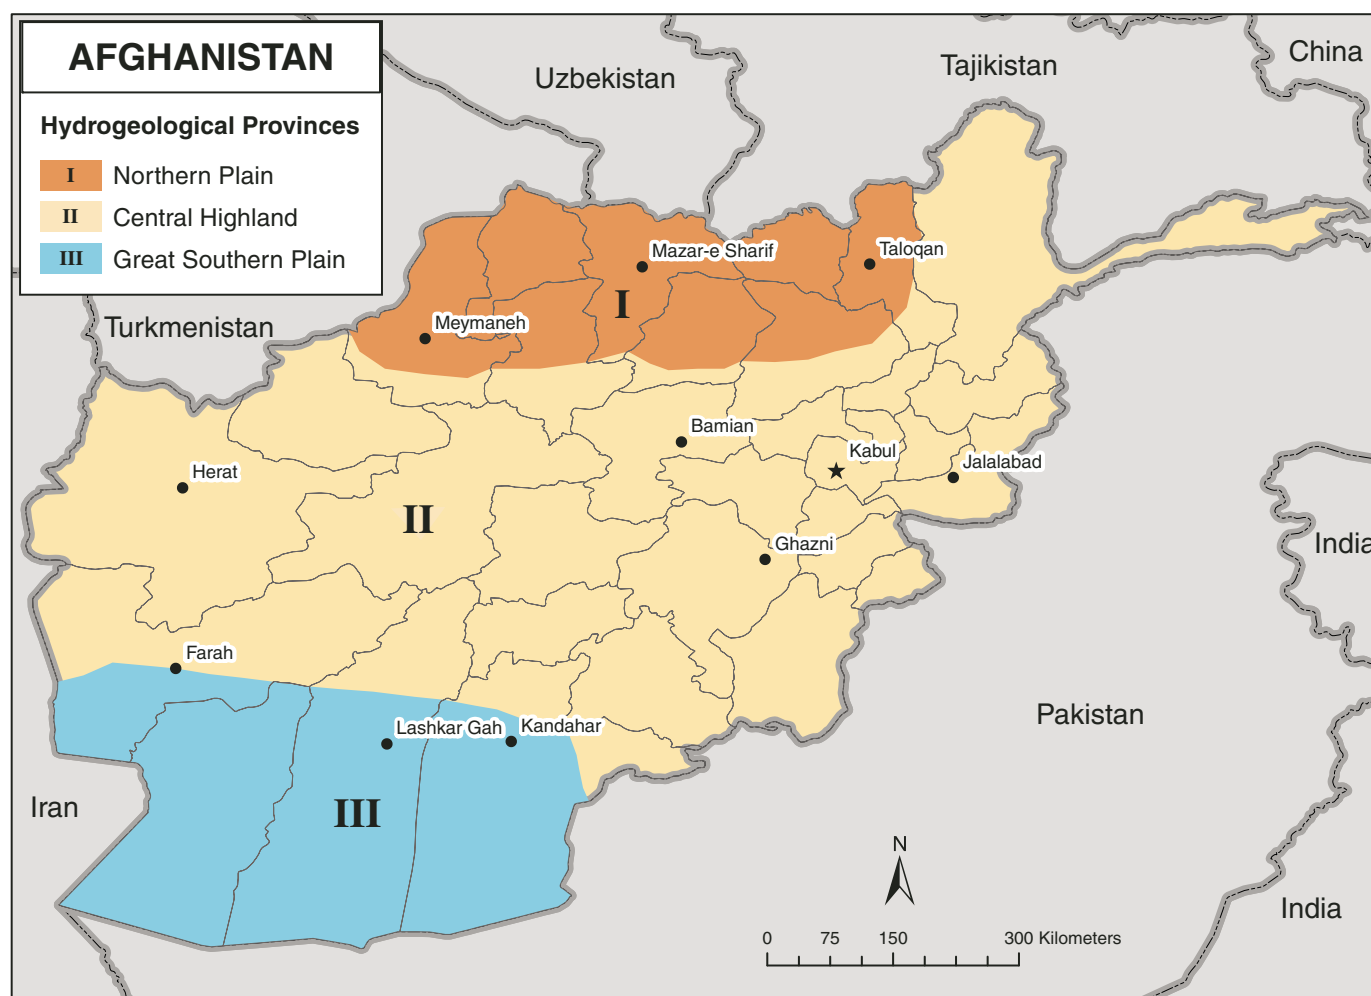 AFGHANISTAN
Hydrogeological Provinces
I Northern Plain
II Central Highland
III Great Southern Plain
Uzbekistan
Tajikistan
China
Turkmenistan
Mazar-e Sharif
Taloqan
I
Meymaneh
Bamian
Kabul
Jalalabad
Herat
II
Ghazni
India
Farah
Lashkar Gah
Kandahar
Pakistan
Iran
III
N
India
0 75 150 300 Kilometers